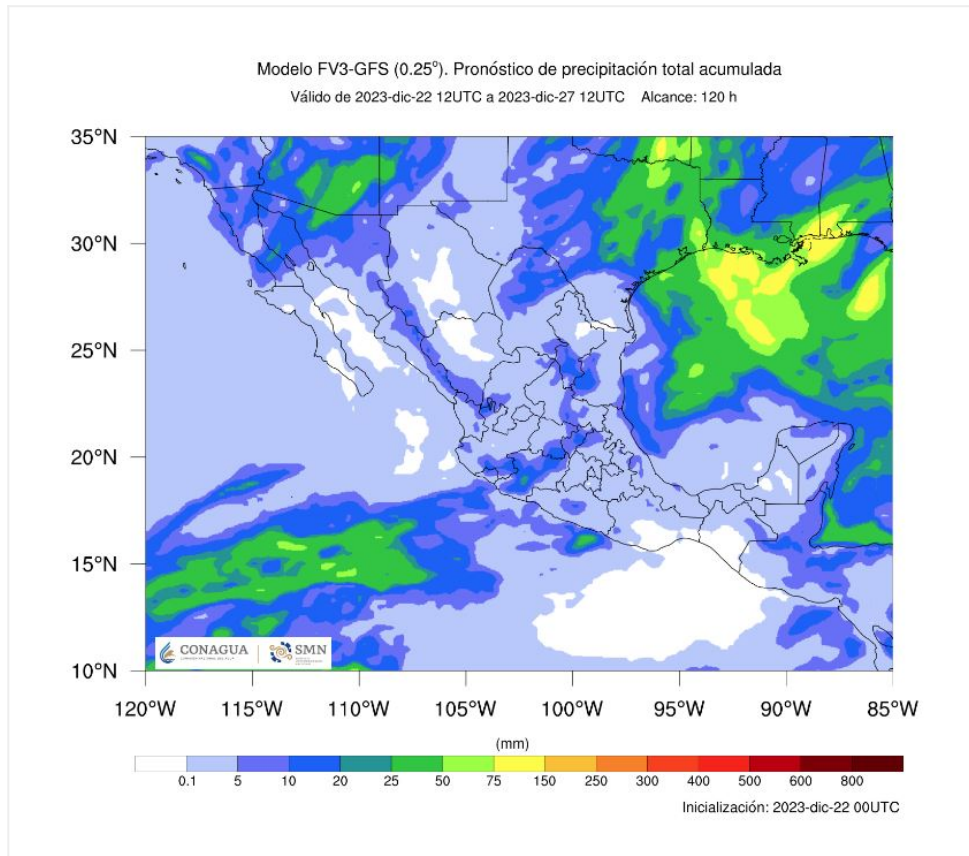 Modelo FV3-GFS (0.25°). Pronóstico de precipitación total acumulada
Válido de 2023-dic-22 12UTC a 2023-dic-27 12UTC Alcance: 120 h
35°N
30°N
25°N
20°N
15°N
10°N
CONAGUA
SMN
120°W 115°W 110°W 105°W 100°W 95°W 90°W 85°W
(mm)
0.1 5 10 20 25 50 75 150 250 300 400 500 600 800
Inicialización: 2023-dic-22 00UTC